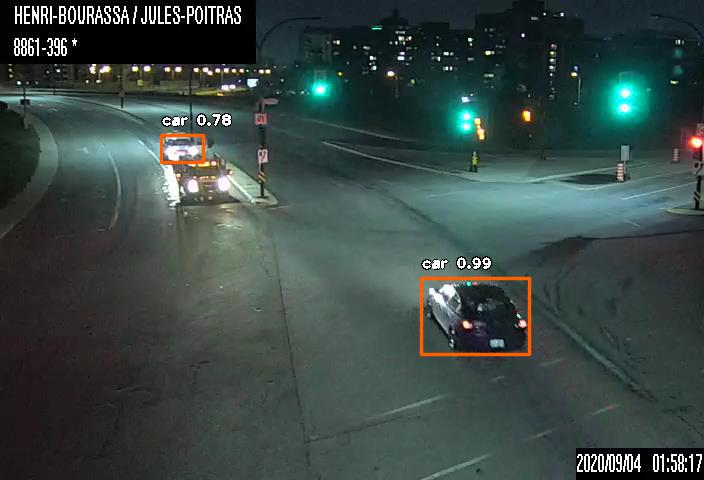 HENRI-BOURASSA / JULES-POITRAS
8861-396 *
car 0.78
car 0.99
2020/09/04 01:58:17